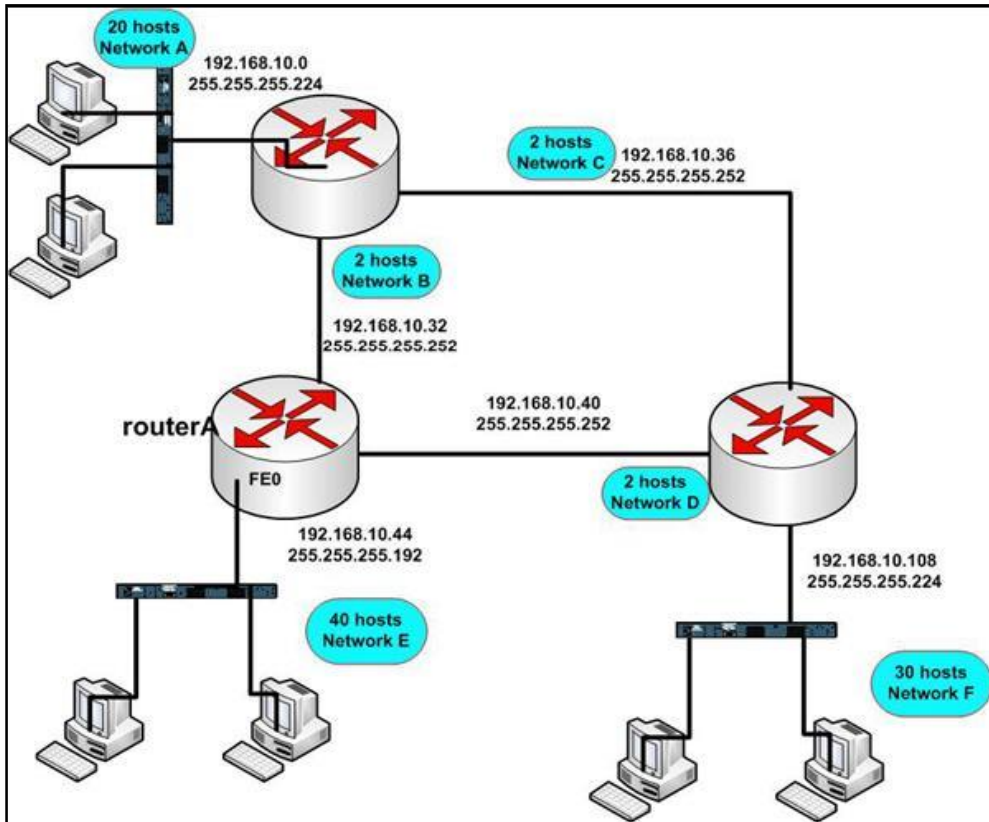 20 hosts
Network A
192.168.10.0
255.255.255.224
2 hosts
Network C
192.168.10.36
255.255.255.252
2 hosts
Network B
192.168.10.32
255.255.255.252
routerA
FE0
192.168.10.40
255.255.255.252
2 hosts
Network D
192.168.10.44
255.255.255.192
192.168.10.108
255.255.255.224
40 hosts
Network E
30 hosts
Network F